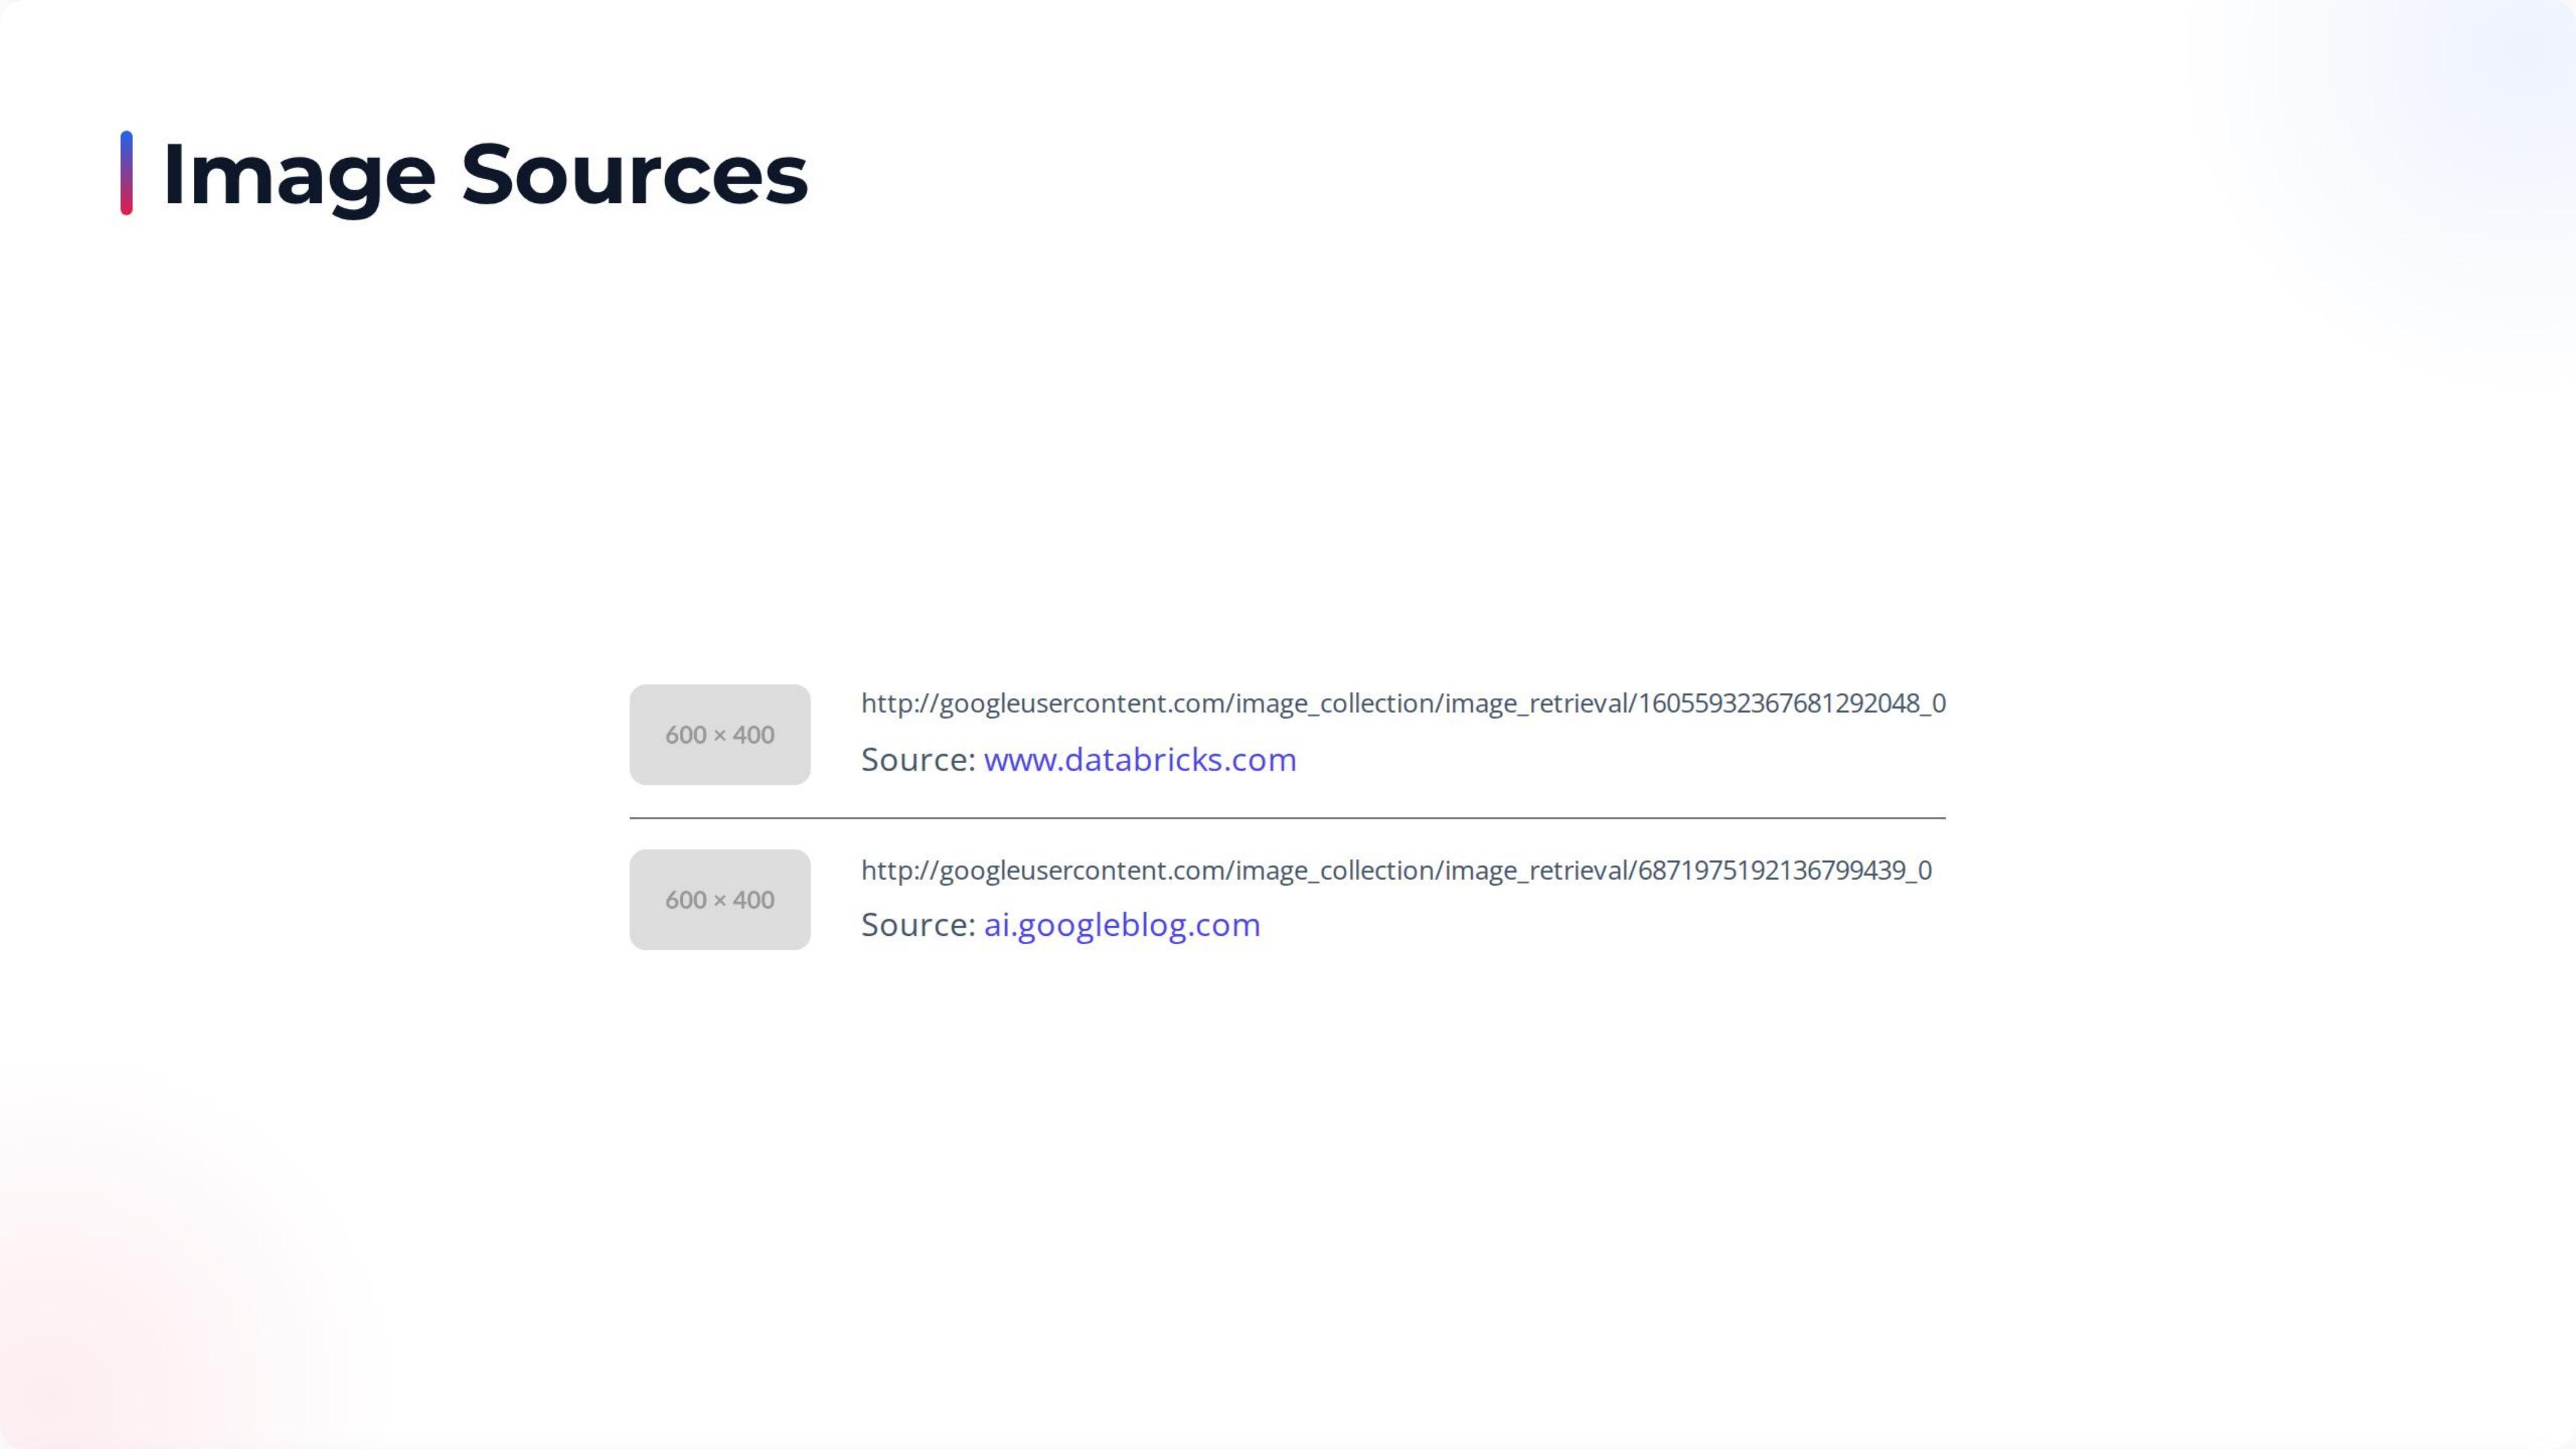 Image Sources
600 × 400
http://googleusercontent.com/image_collection/image_retrieval/16055932367681292048_0
Source: www.databricks.com
600 × 400
http://googleusercontent.com/image_collection/image_retrieval/6871975192136799439_0
Source: ai.googleblog.com